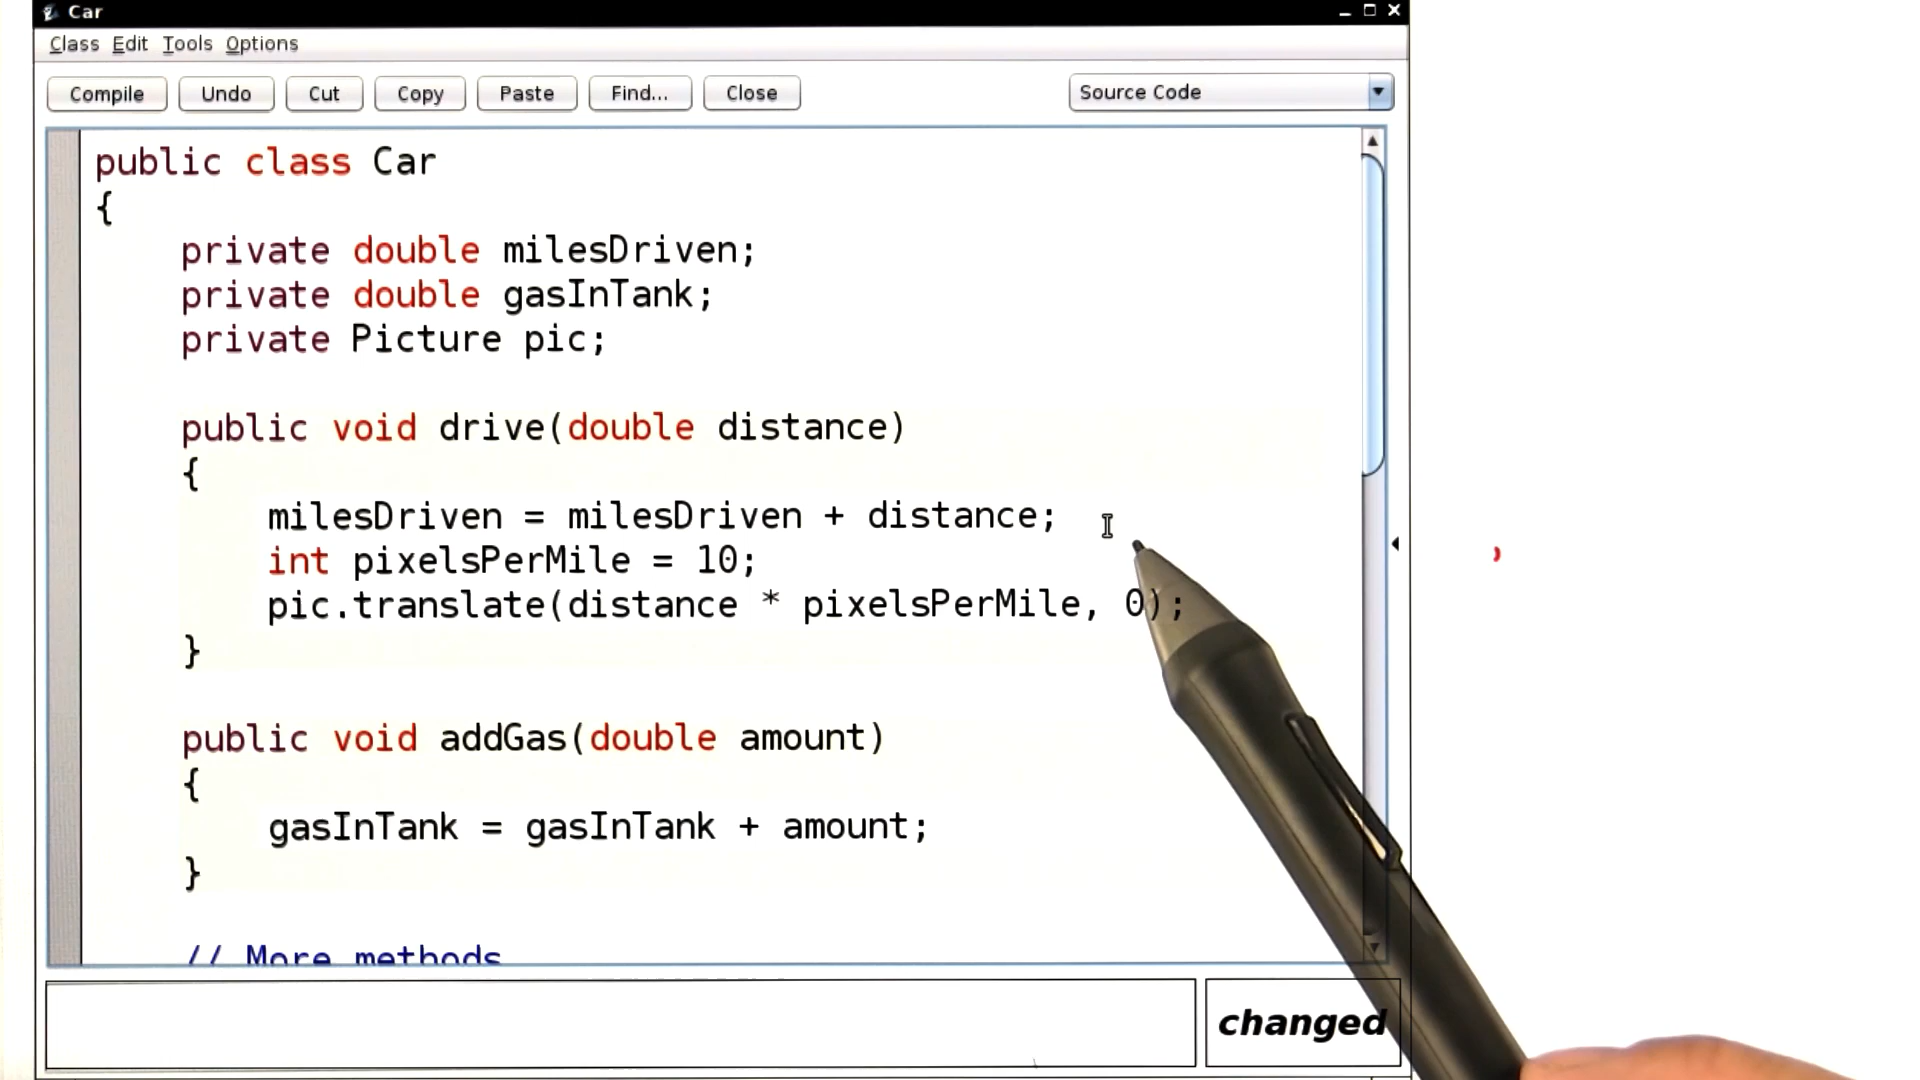 Car
Class Edit Tools Options
Compile Undo Cut Copy Paste Find... Close Source Code
public class Car
{
private double milesDriven;
private double gasInTank;
private Picture pic;
public void drive(double distance)
{
milesDriven = milesDriven + distance;
int pixelsPerMile = 10;
pic.translate(distance * pixelsPerMile, 0);
}
public void addGas(double amount)
{
gasInTank = gasInTank + amount;
}
// More methods
changed